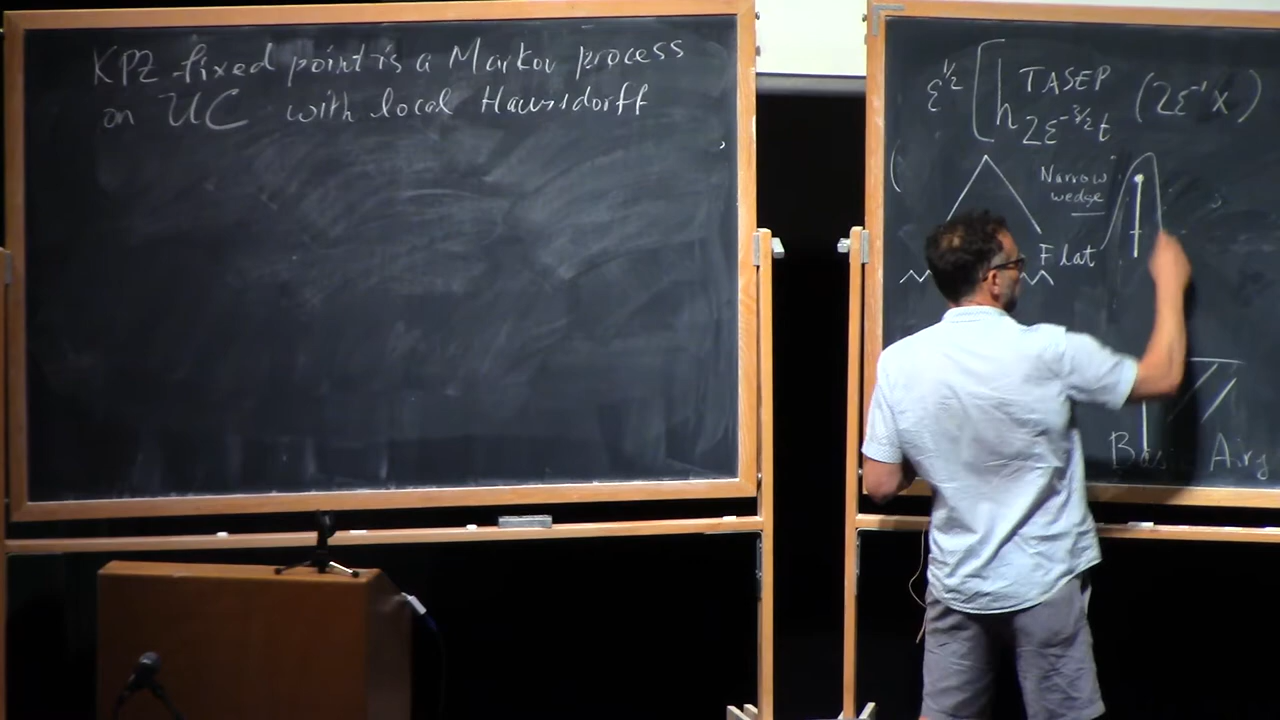 KPZ fixed point is a Markov process
on UC with local Haussdorff
ε^{1/2} [ h^{TASEP}_{2ε^{-3/2}t} (2ε^{-1}x)
Narrow
wedge
Flat
Airy